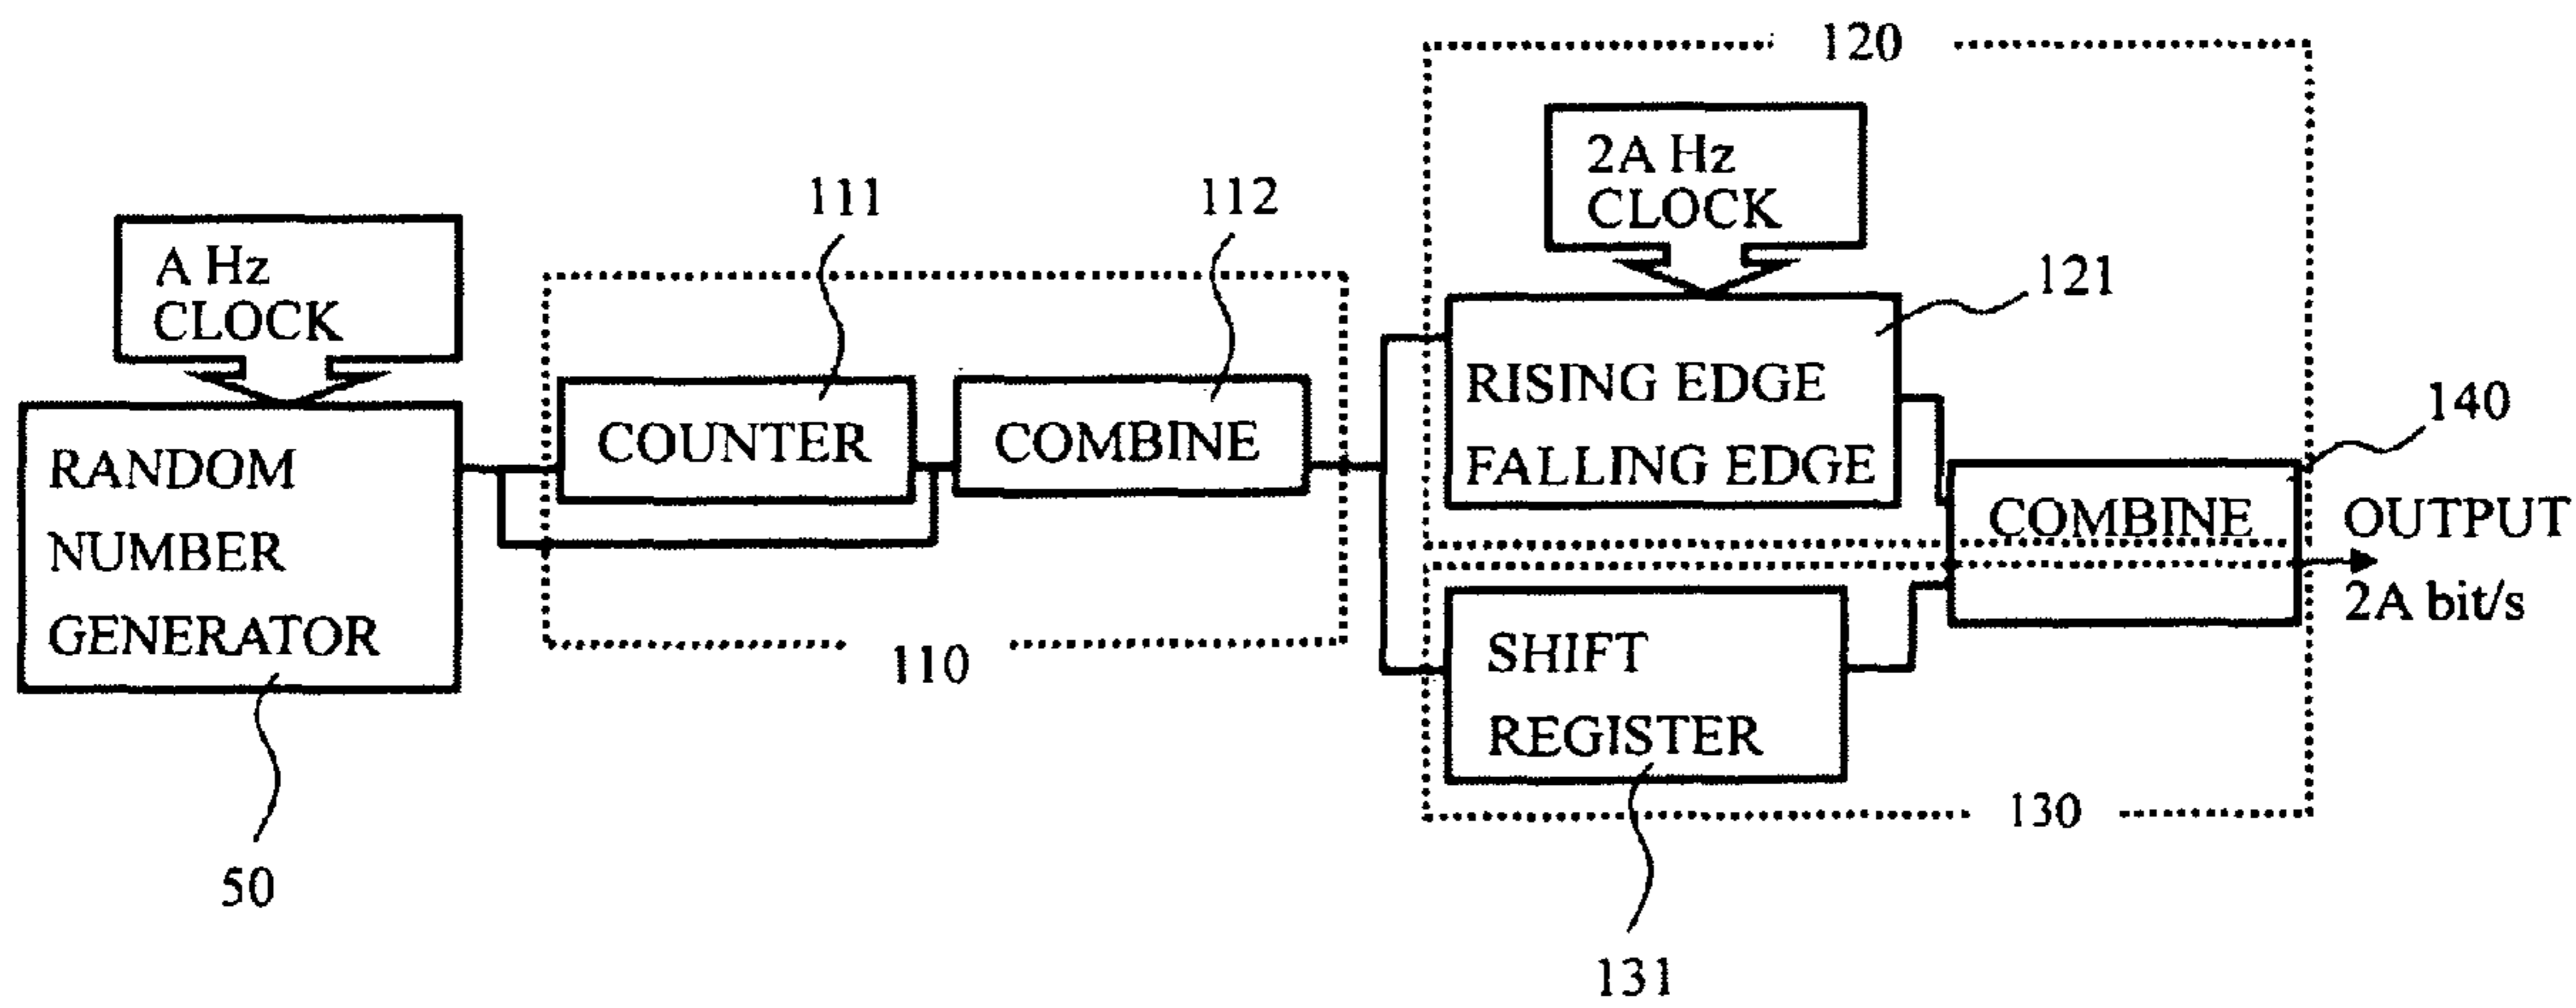 120
2A Hz
CLOCK
111
112
A Hz
CLOCK
121
RISING EDGE
FALLING EDGE
140
COUNTER
COMBINE
RANDOM
NUMBER
GENERATOR
COMBINE
OUTPUT
2A bit/s
110
SHIFT
REGISTER
130
50
131